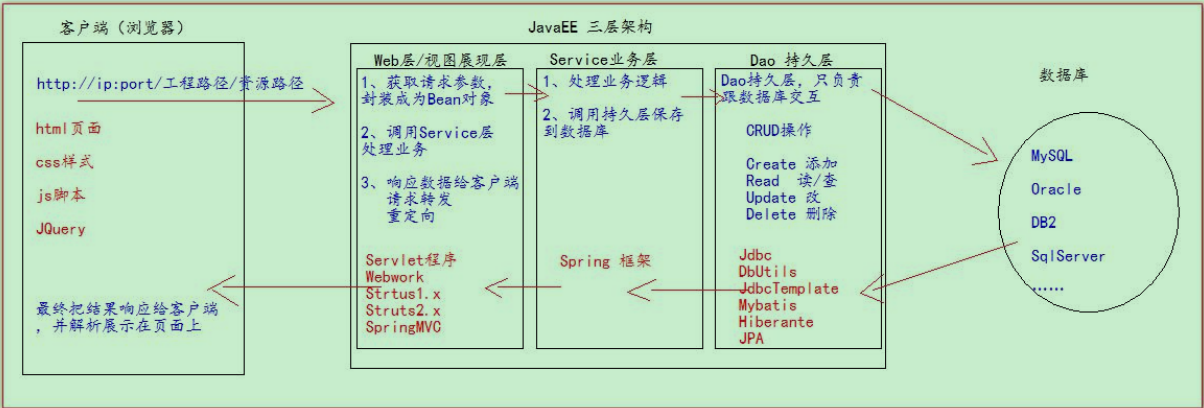 客户端（浏览器）
http://ip:port/工程路径/资源路径
html页面
css样式
js脚本
JQuery
最终把结果响应给客户端
，并解析展示在页面上
JavaEE 三层架构
Web层/视图展现层
1、获取请求参数，
封装成为Bean对象
2、调用Service层
处理业务
3、响应数据给客户端
请求转发
重定向
Servlet程序
Webwork
Strtus1.x
Struts2.x
SpringMVC
Service业务层
1、处理业务逻辑
2、调用持久层保存
到数据库
Spring 框架
Dao 持久层
Dao持久层，只负责
跟数据库交互
CRUD操作
Create 添加
Read 读/查
Update 改
Delete 删除
Jdbc
DbUtils
JdbcTemplate
Mybatis
Hiberante
JPA
数据库
MySQL
Oracle
DB2
SqlServer
......